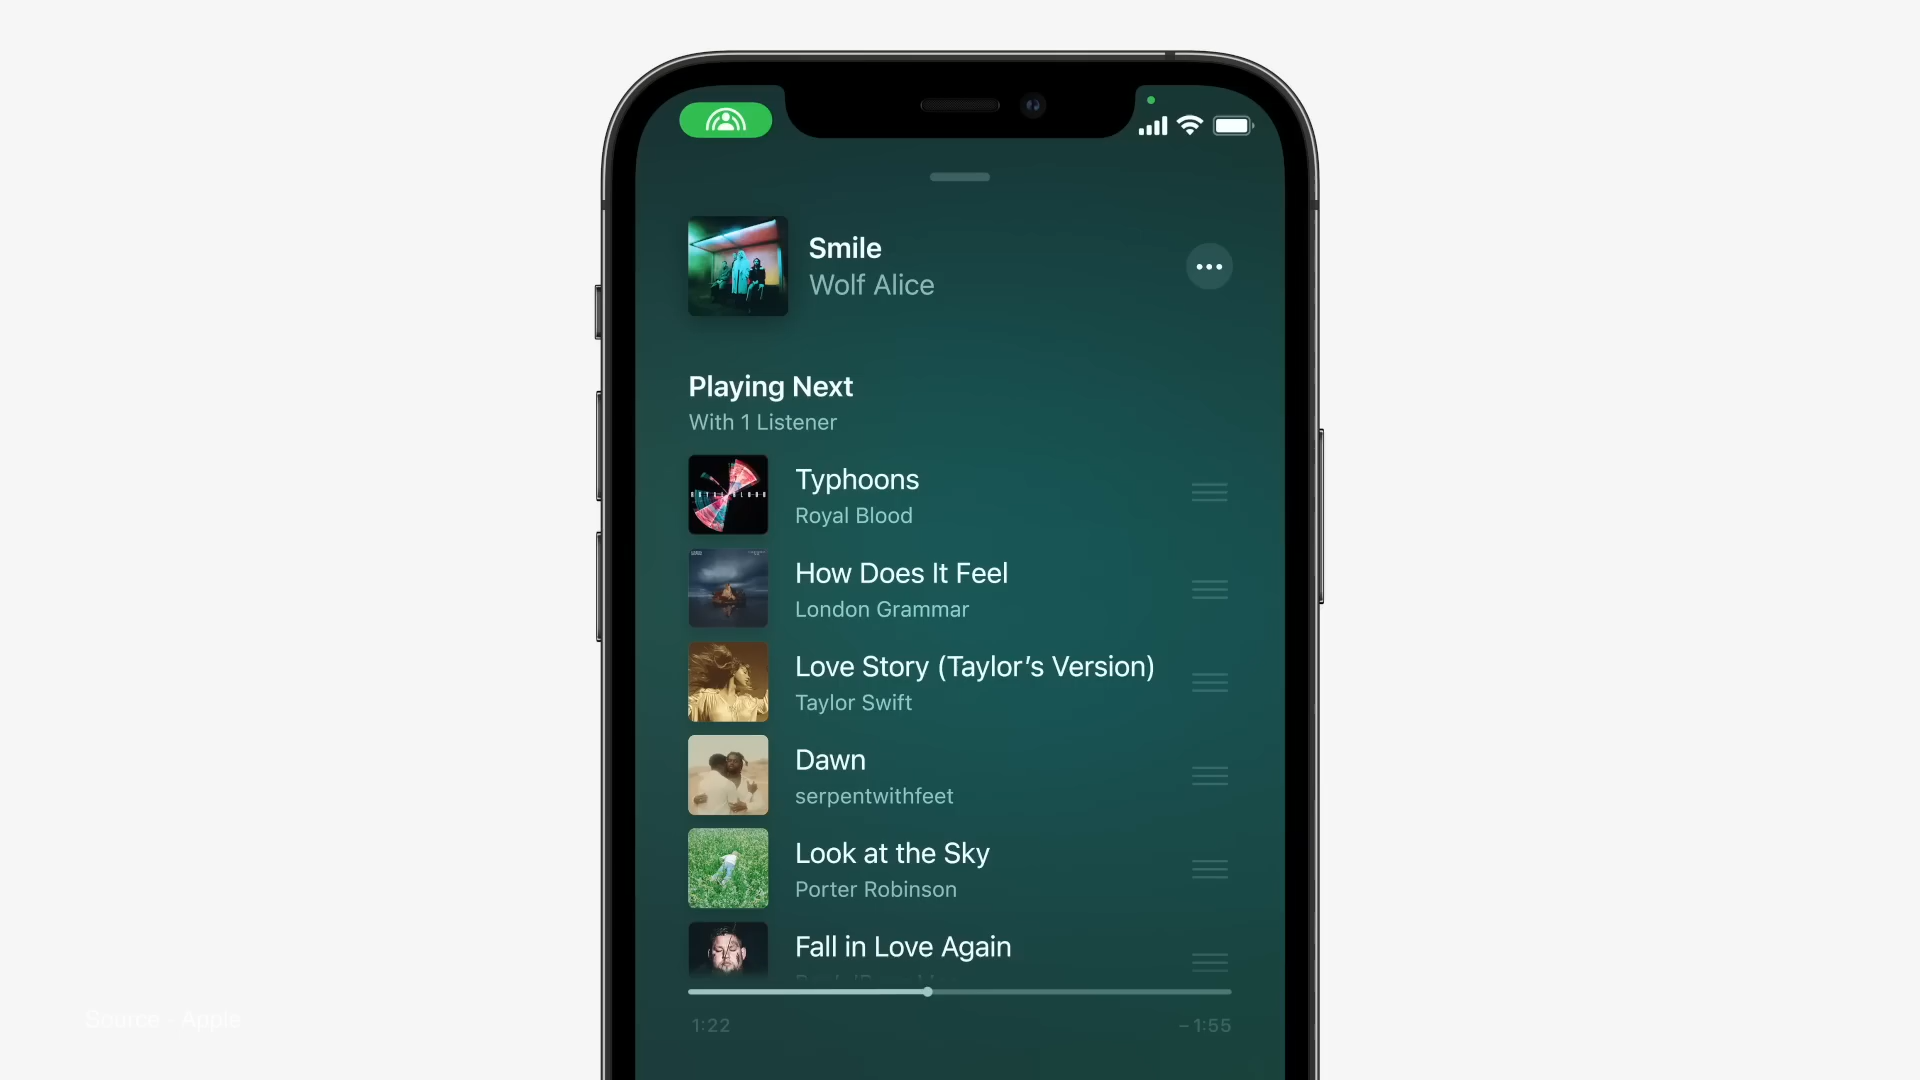 Smile
Wolf Alice
Playing Next
With 1 Listener
Typhoons
Royal Blood
How Does It Feel
London Grammar
Love Story (Taylor’s Version)
Taylor Swift
Dawn
serpentwithfeet
Look at the Sky
Porter Robinson
Fall in Love Again
1:22
–1:55
Source - Apple